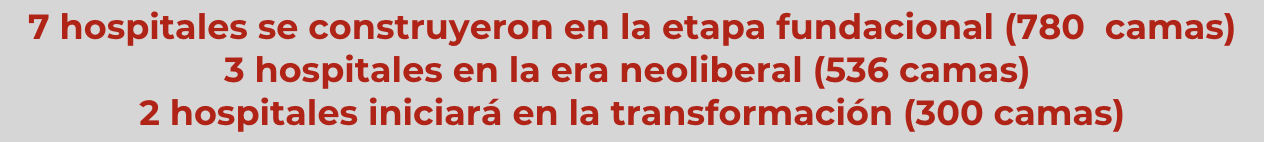 7 hospitales se construyeron en la etapa fundacional (780 camas)
3 hospitales en la era neoliberal (536 camas)
2 hospitales iniciará en la transformación (300 camas)